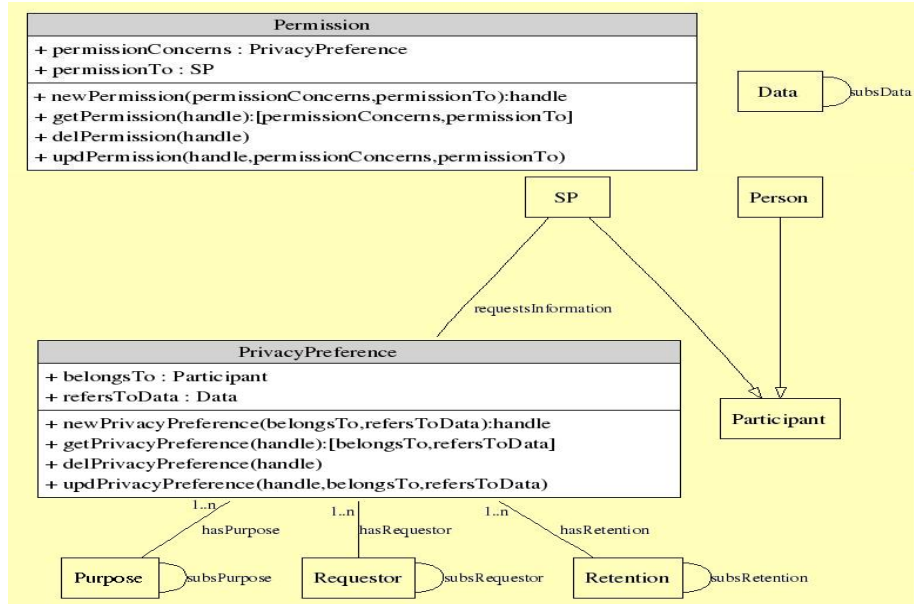 Permission
+ permissionConcerns : PrivacyPreference
+ permissionTo : SP
+ newPermission(permissionConcerns,permissionTo):handle
+ getPermission(handle):[permissionConcerns,permissionTo]
+ delPermission(handle)
+ updPermission(handle,permissionConcerns,permissionTo)
Data
subsData
SP
Person
requestsInformation
PrivacyPreference
+ belongsTo : Participant
+ refersToData : Data
+ newPrivacyPreference(belongsTo,refersToData):handle
+ getPrivacyPreference(handle):[belongsTo,refersToData]
+ delPrivacyPreference(handle)
+ updPrivacyPreference(handle,belongsTo,refersToData)
Participant
1..n
1..n
1..n
hasPurpose
hasRequestor
hasRetention
Purpose
subsPurpose
Requestor
subsRequestor
Retention
subsRetention